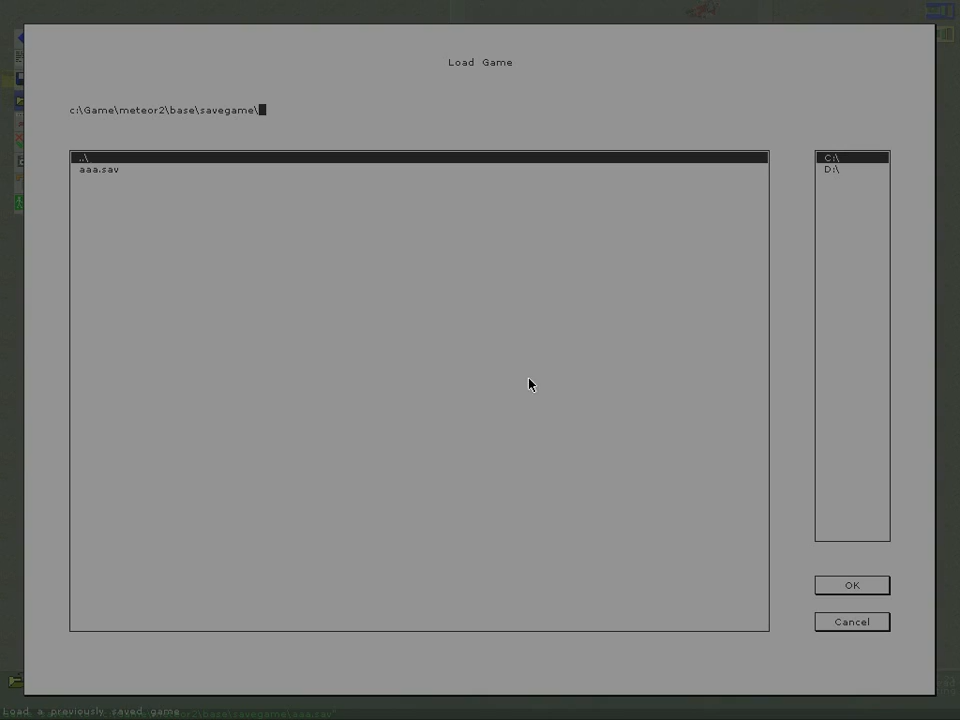 Load Game
c:\Game\meteor2\base\savegame\
..\
aaa.sav
C:\
D:\
OK
Cancel
Load a previously saved game